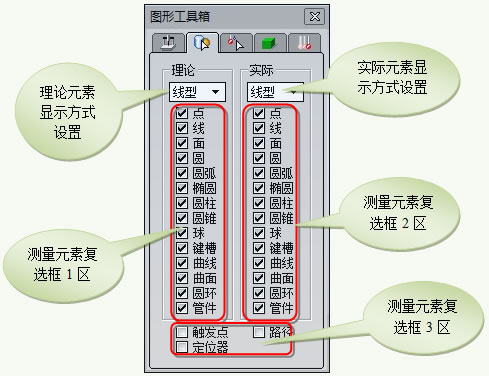 图形工具箱
理论
实际
线型
线型
点
线
面
圆
圆弧
椭圆
圆柱
圆锥
球
键槽
曲线
曲面
圆环
管件
点
线
面
圆
圆弧
椭圆
圆柱
圆锥
球
键槽
曲线
曲面
圆环
管件
触发点
路径
定位器
理论元素
显示方式
设置
实际元素显
示方式设置
测量元素复
选框 1 区
测量元素复
选框 2 区
测量元素复
选框 3 区